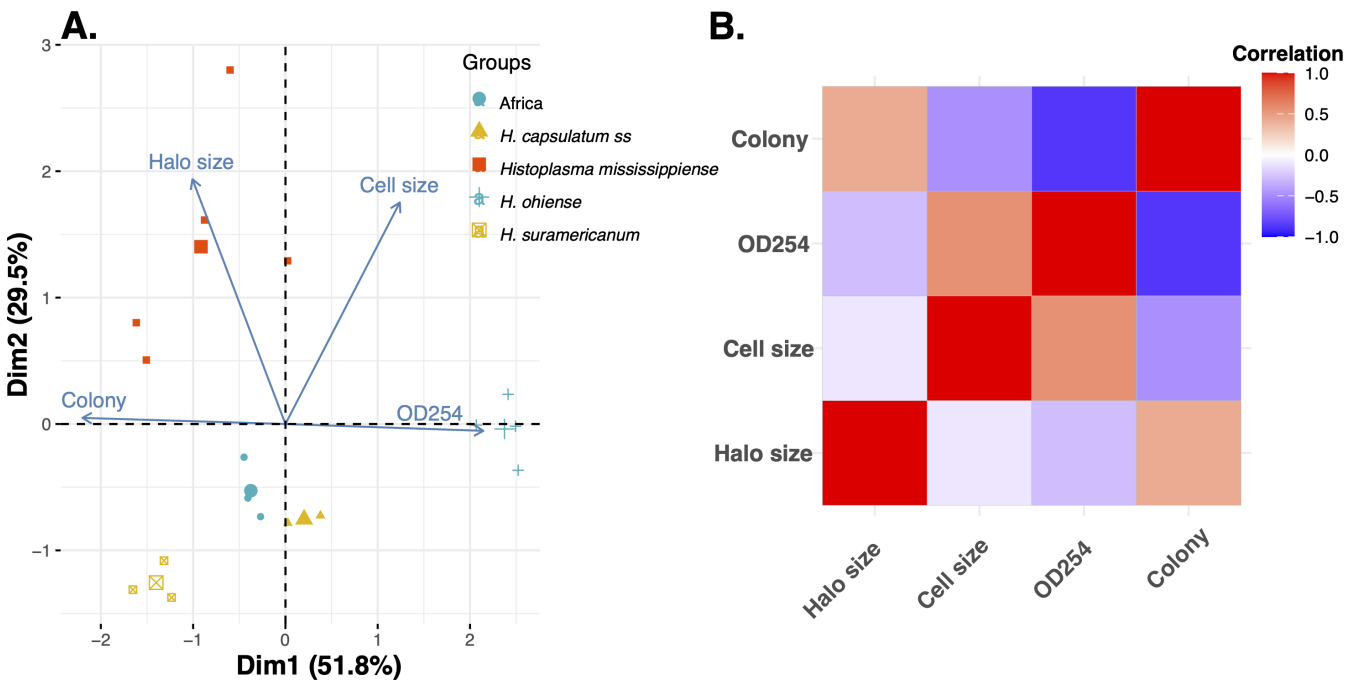 A.
Groups
Africa
H. capsulatum ss
Histoplasma mississippiense
H. ohiense
H. suramericanum
Halo size
Cell size
Colony
OD254
3
2
1
0
−1
−2
−1
0
1
2
Dim1 (51.8%)
Dim2 (29.5%)
B.
Correlation
1.0
0.5
0.0
−0.5
−1.0
Colony
OD254
Cell size
Halo size
Halo size
Cell size
OD254
Colony